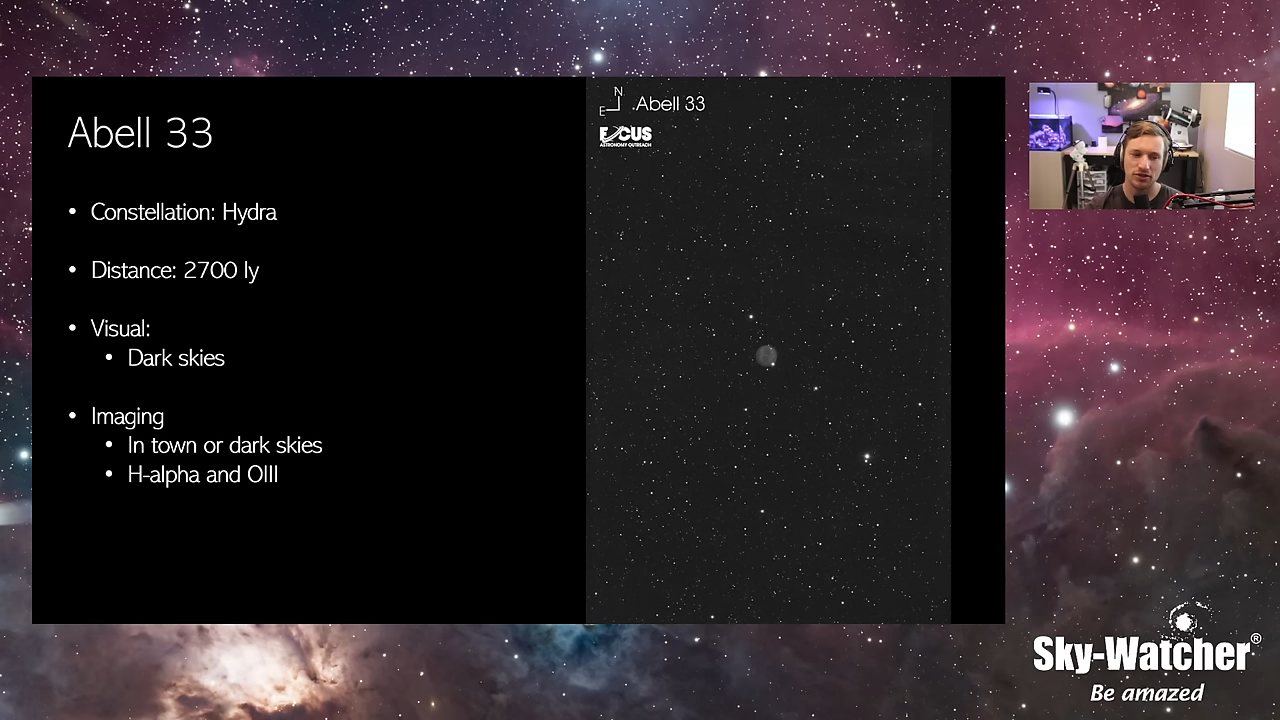 Abell 33
• Constellation: Hydra
• Distance: 2700 ly
• Visual:
• Dark skies
• Imaging
• In town or dark skies
• H-alpha and OIII
N
E
.Abell 33
FOCUS
ASTRONOMY OUTREACH
Sky-Watcher®
Be amazed